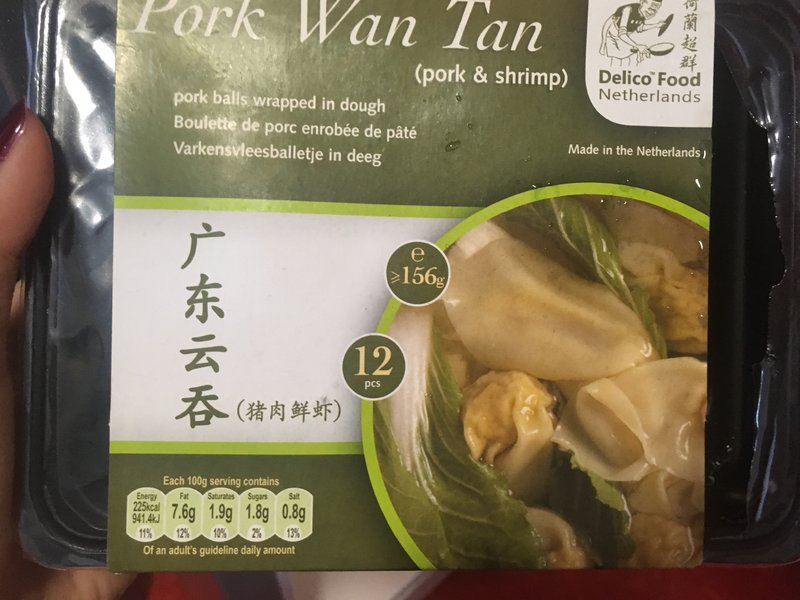 Pork Wan Tan
(pork & shrimp)
荷蘭超群
Delico™ Food
Netherlands
pork balls wrapped in dough
Boulette de porc enrobée de pâté
Varkensvleesballetje in deeg
Made in the Netherlands
广东云吞
(猪肉鲜虾)
e
≥156g
12
pcs
Each 100g serving contains
Energy
225kcal
941.4kJ
11%
Fat
7.6g
12%
Saturates
1.9g
10%
Sugars
1.8g
2%
Salt
0.8g
13%
Of an adult's guideline daily amount